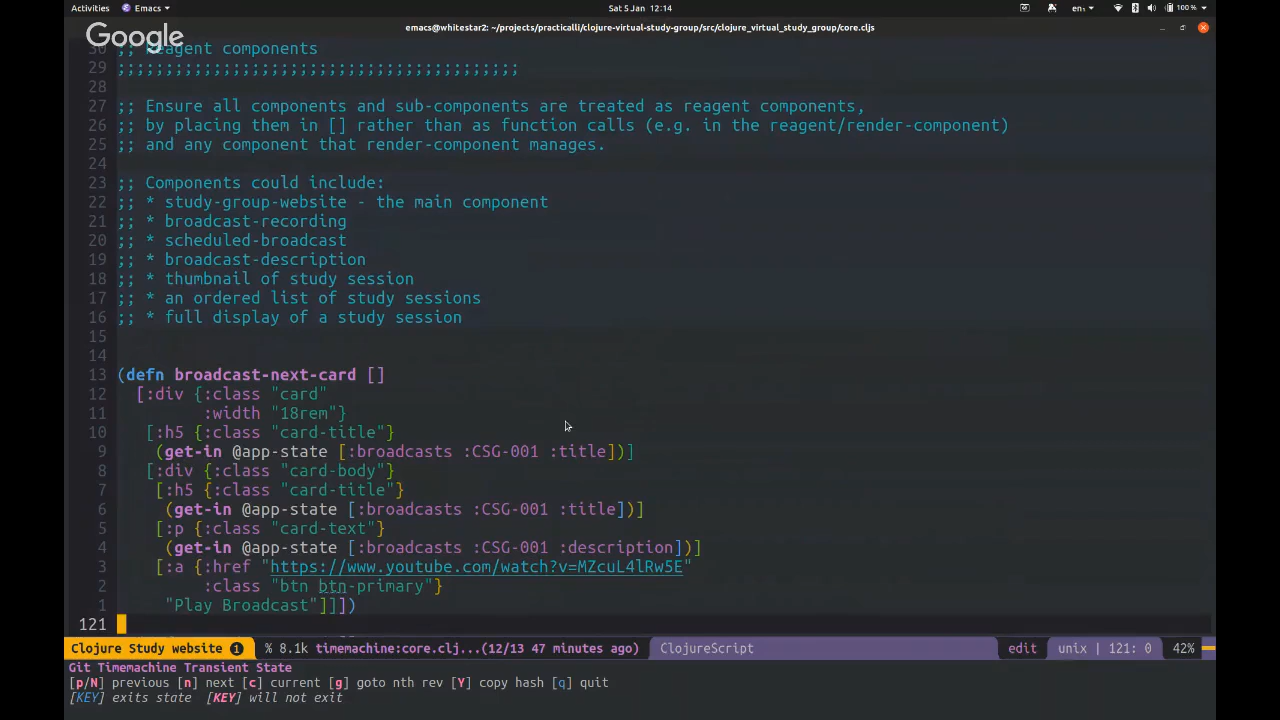 Activities Emacs Sat 5 Jan 12:14 en₁ 100 %
emacs@whitestar2: ~/projects/practicalli/clojure-virtual-study-group/src/clojure_virtual_study_group/core.cljs
Google
30 ;; Reagent components
29 ;;;;;;;;;;;;;;;;;;;;;;;;;;;;;;;;;;;;;;;;;;
28
27 ;; Ensure all components and sub-components are treated as reagent components,
26 ;; by placing them in [] rather than as function calls (e.g. in the reagent/render-component)
25 ;; and any component that render-component manages.
24
23 ;; Components could include:
22 ;; * study-group-website - the main component
21 ;; * broadcast-recording
20 ;; * scheduled-broadcast
19 ;; * broadcast-description
18 ;; * thumbnail of study session
17 ;; * an ordered list of study sessions
16 ;; * full display of a study session
15
14
13 (defn broadcast-next-card []
12 [:div {:class "card"
11 :width "18rem"}
10 [:h5 {:class "card-title"}
9 (get-in @app-state [:broadcasts :CSG-001 :title])]
8 [:div {:class "card-body"}
7 [:h5 {:class "card-title"}
6 (get-in @app-state [:broadcasts :CSG-001 :title])]
5 [:p {:class "card-text"}
4 (get-in @app-state [:broadcasts :CSG-001 :description])]
3 [:a {:href "https://www.youtube.com/watch?v=MZcuL4lRw5E"
2 :class "btn btn-primary"}
1 "Play Broadcast"]]])
121
Clojure Study website 1 % 8.1k timemachine:core.clj...(12/13 47 minutes ago) ClojureScript edit unix | 121: 0 42%
Git Timemachine Transient State
[p/N] previous [n] next [c] current [g] goto nth rev [Y] copy hash [q] quit
[KEY] exits state [KEY] will not exit